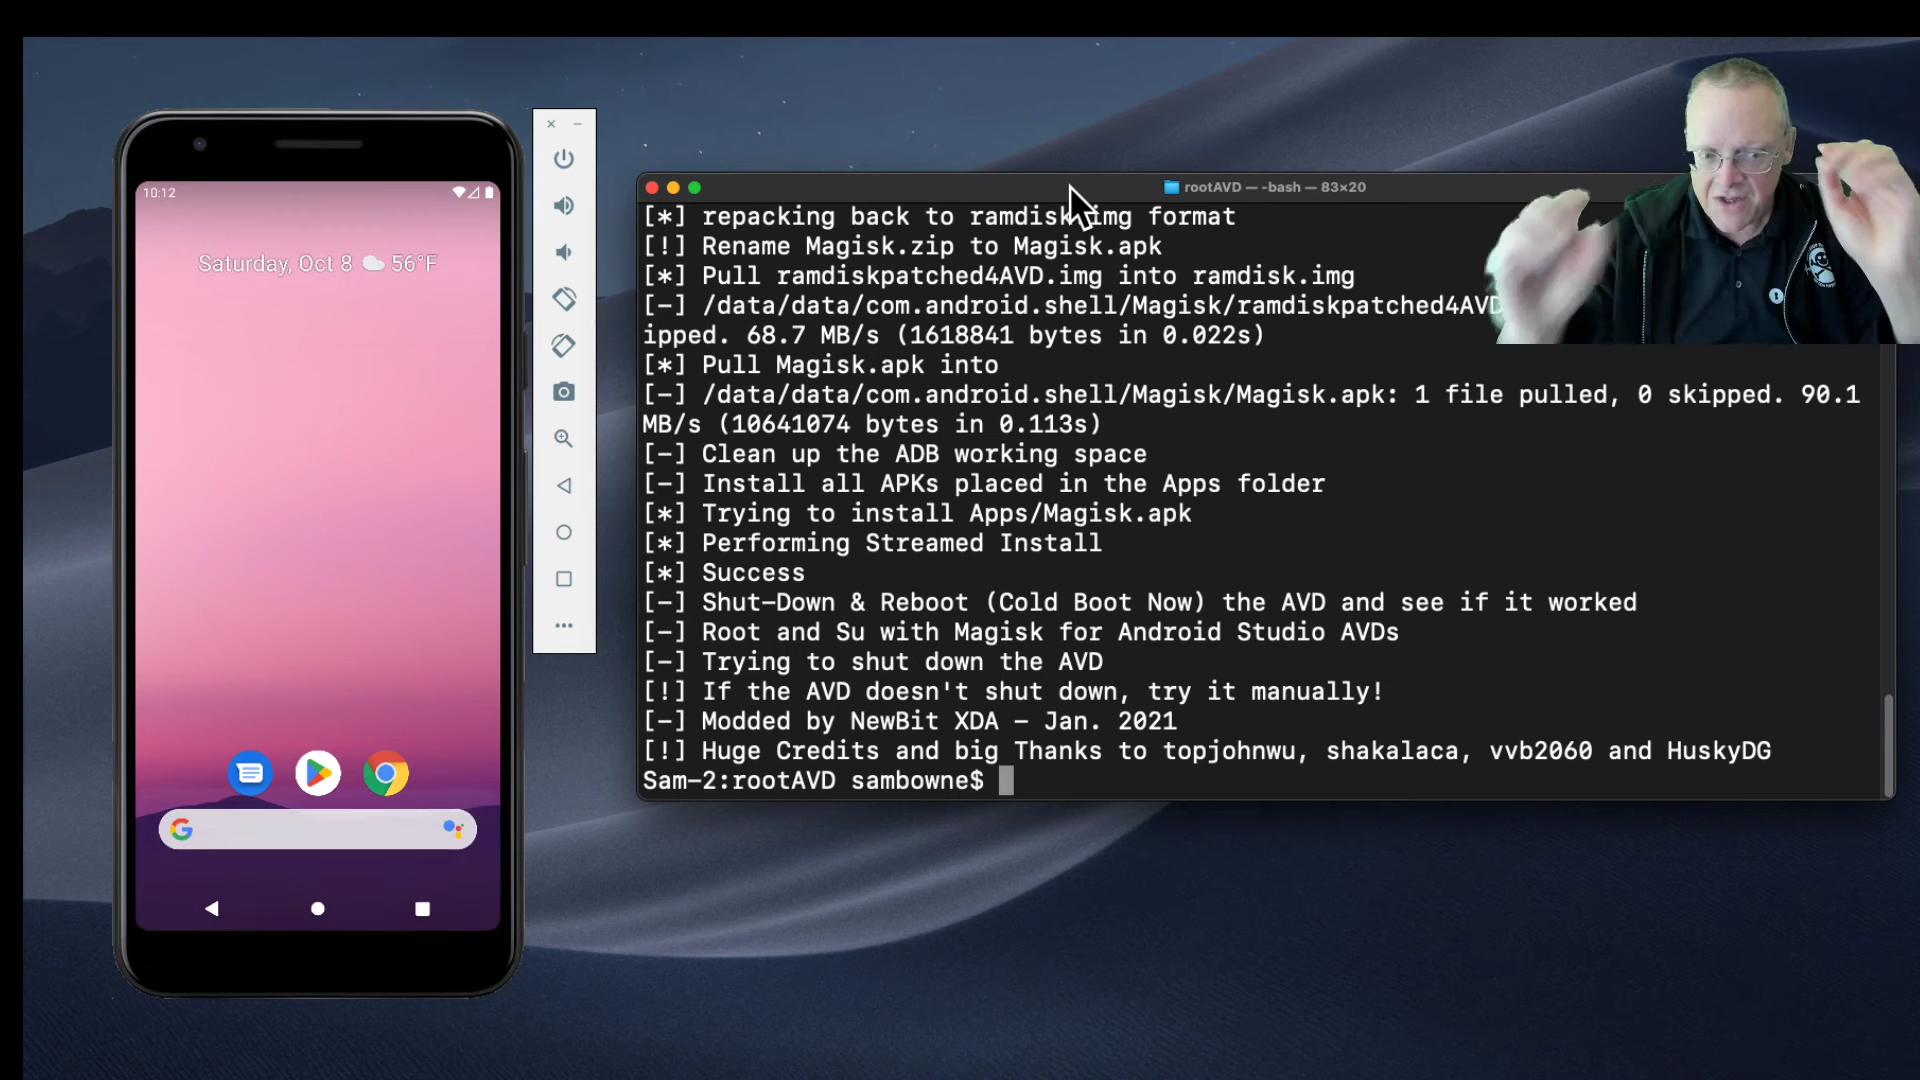 10:12
Saturday, Oct 8 56°F
rootAVD — -bash — 83×20
[*] repacking back to ramdisk.img format
[!] Rename Magisk.zip to Magisk.apk
[*] Pull ramdiskpatched4AVD.img into ramdisk.img
[-] /data/data/com.android.shell/Magisk/ramdiskpatched4AVD
ipped. 68.7 MB/s (1618841 bytes in 0.022s)
[*] Pull Magisk.apk into
[-] /data/data/com.android.shell/Magisk/Magisk.apk: 1 file pulled, 0 skipped. 90.1
MB/s (10641074 bytes in 0.113s)
[-] Clean up the ADB working space
[-] Install all APKs placed in the Apps folder
[*] Trying to install Apps/Magisk.apk
[*] Performing Streamed Install
[*] Success
[-] Shut-Down & Reboot (Cold Boot Now) the AVD and see if it worked
[-] Root and Su with Magisk for Android Studio AVDs
[-] Trying to shut down the AVD
[!] If the AVD doesn't shut down, try it manually!
[-] Modded by NewBit XDA - Jan. 2021
[!] Huge Credits and big Thanks to topjohnwu, shakalaca, vvb2060 and HuskyDG
Sam-2:rootAVD sambowne$